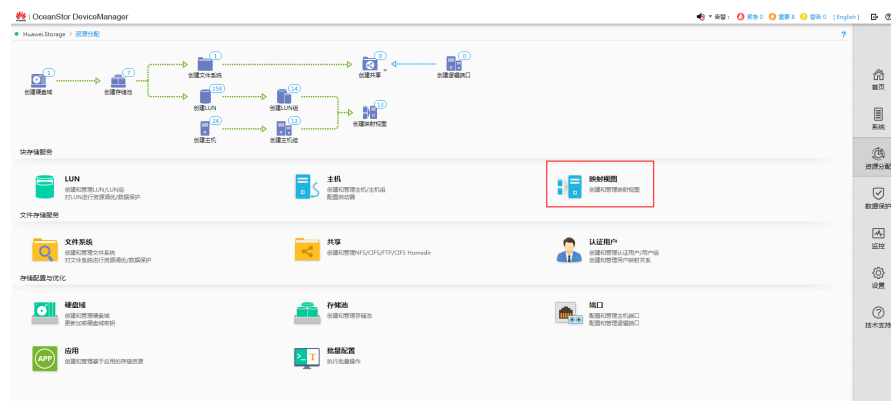 OceanStor DeviceManager
告警: 紧急 0 重要 8 警告 0 [English]
Huawei.Storage > 资源分配 ?
1 7 1 0 0
创建硬盘域 创建存储池 创建文件系统 创建共享 创建逻辑端口
159 14 13
创建LUN 创建LUN组 创建映射视图
24 11
创建主机 创建主机组
块存储服务
LUN
创建和管理LUN/LUN组
对LUN进行资源调优/数据保护
主机
创建和管理主机/主机组
配置启动器
映射视图
创建和管理映射视图
文件存储服务
文件系统
创建和管理文件系统
对文件系统进行资源调优/数据保护
共享
创建和管理NFS/CIFS/FTP/CIFS Homedir
认证用户
创建和管理认证用户/用户组
创建和管理用户映射关系
存储配置与优化
硬盘域
创建和管理硬盘域
更新加密硬盘域密钥
存储池
创建和管理存储池
端口
配置和管理主机端口
配置和管理逻辑端口
APP
应用
创建和管理基于应用的存储资源
批量配置
执行批量操作
首页
系统
资源分配
数据保护
监控
设置
技术支持